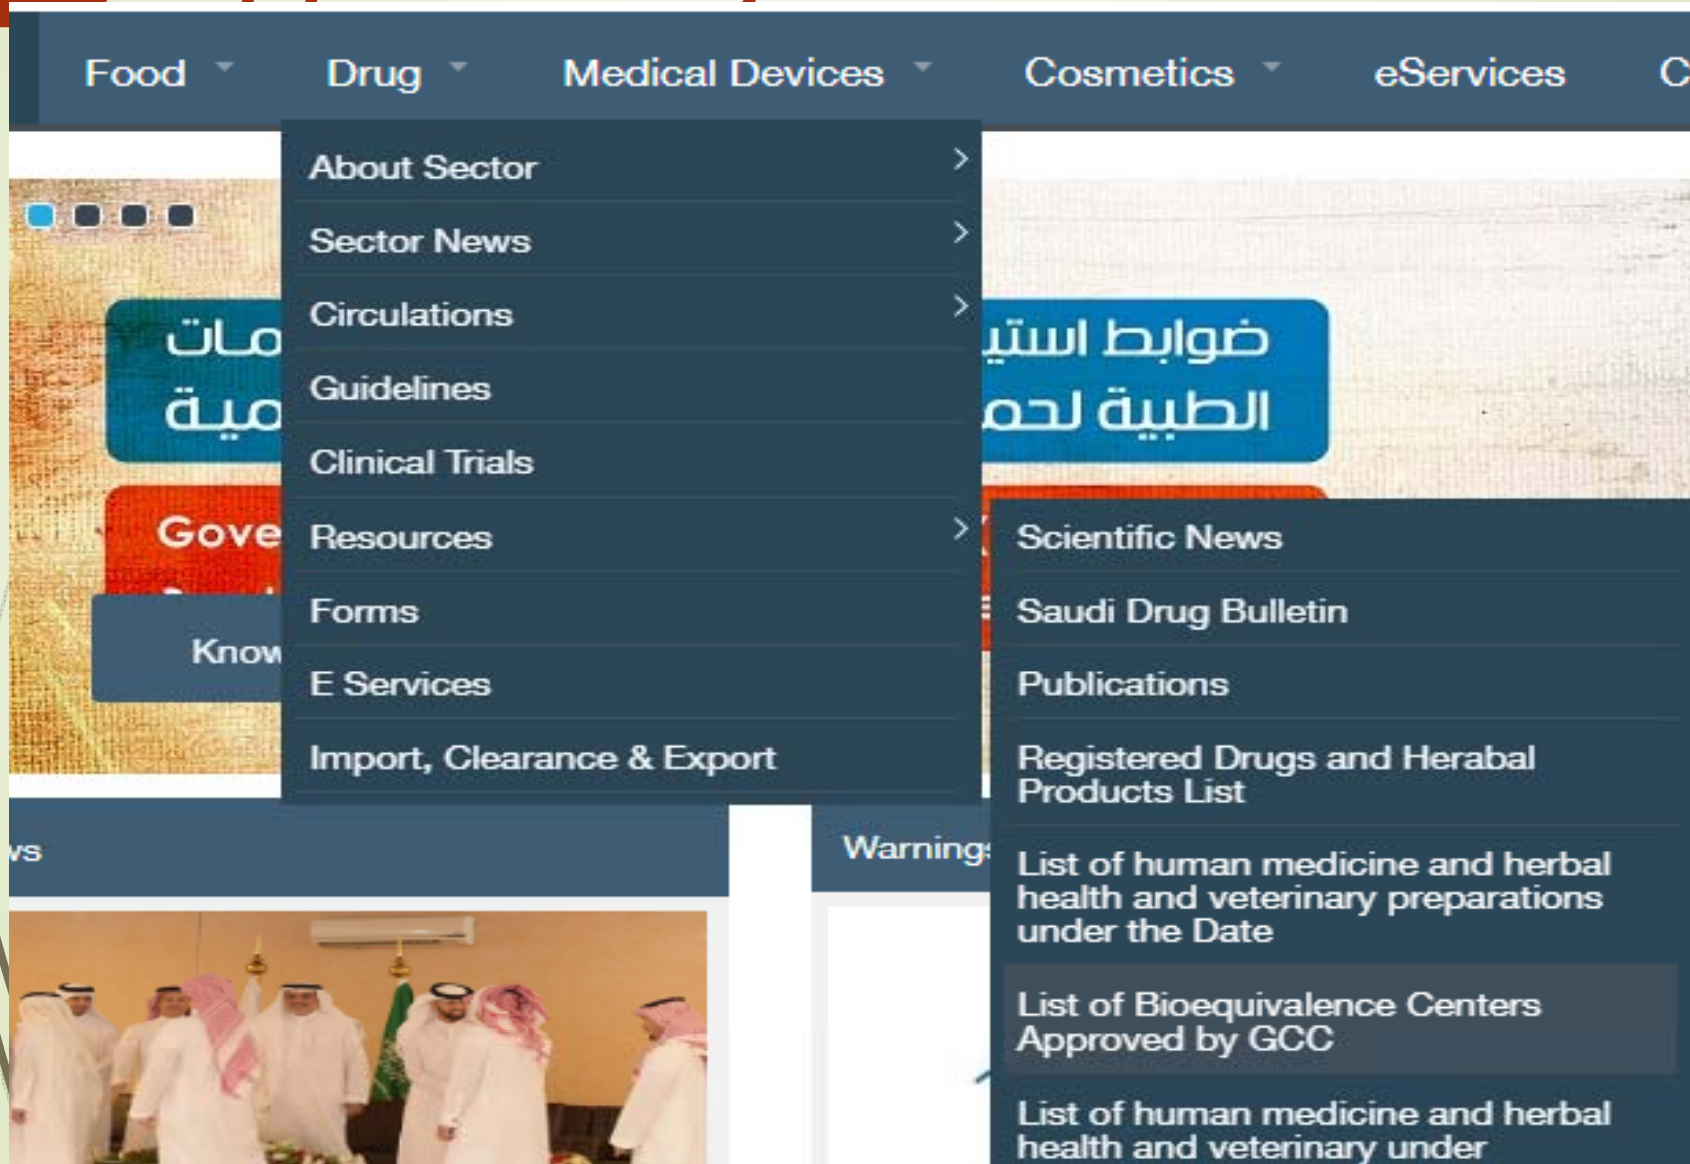 Food
Drug
Medical Devices
Cosmetics
eServices
About Sector
Sector News
Circulations
Guidelines
Clinical Trials
Resources
Forms
E Services
Import, Clearance & Export
ضوابط
الطبية
Know
Scientific News
Saudi Drug Bulletin
Publications
Registered Drugs and Herabal
Products List
List of human medicine and herbal
health and veterinary preparations
under the Date
List of Bioequivalence Centers
Approved by GCC
List of human medicine and herbal
health and veterinary under
Warnings